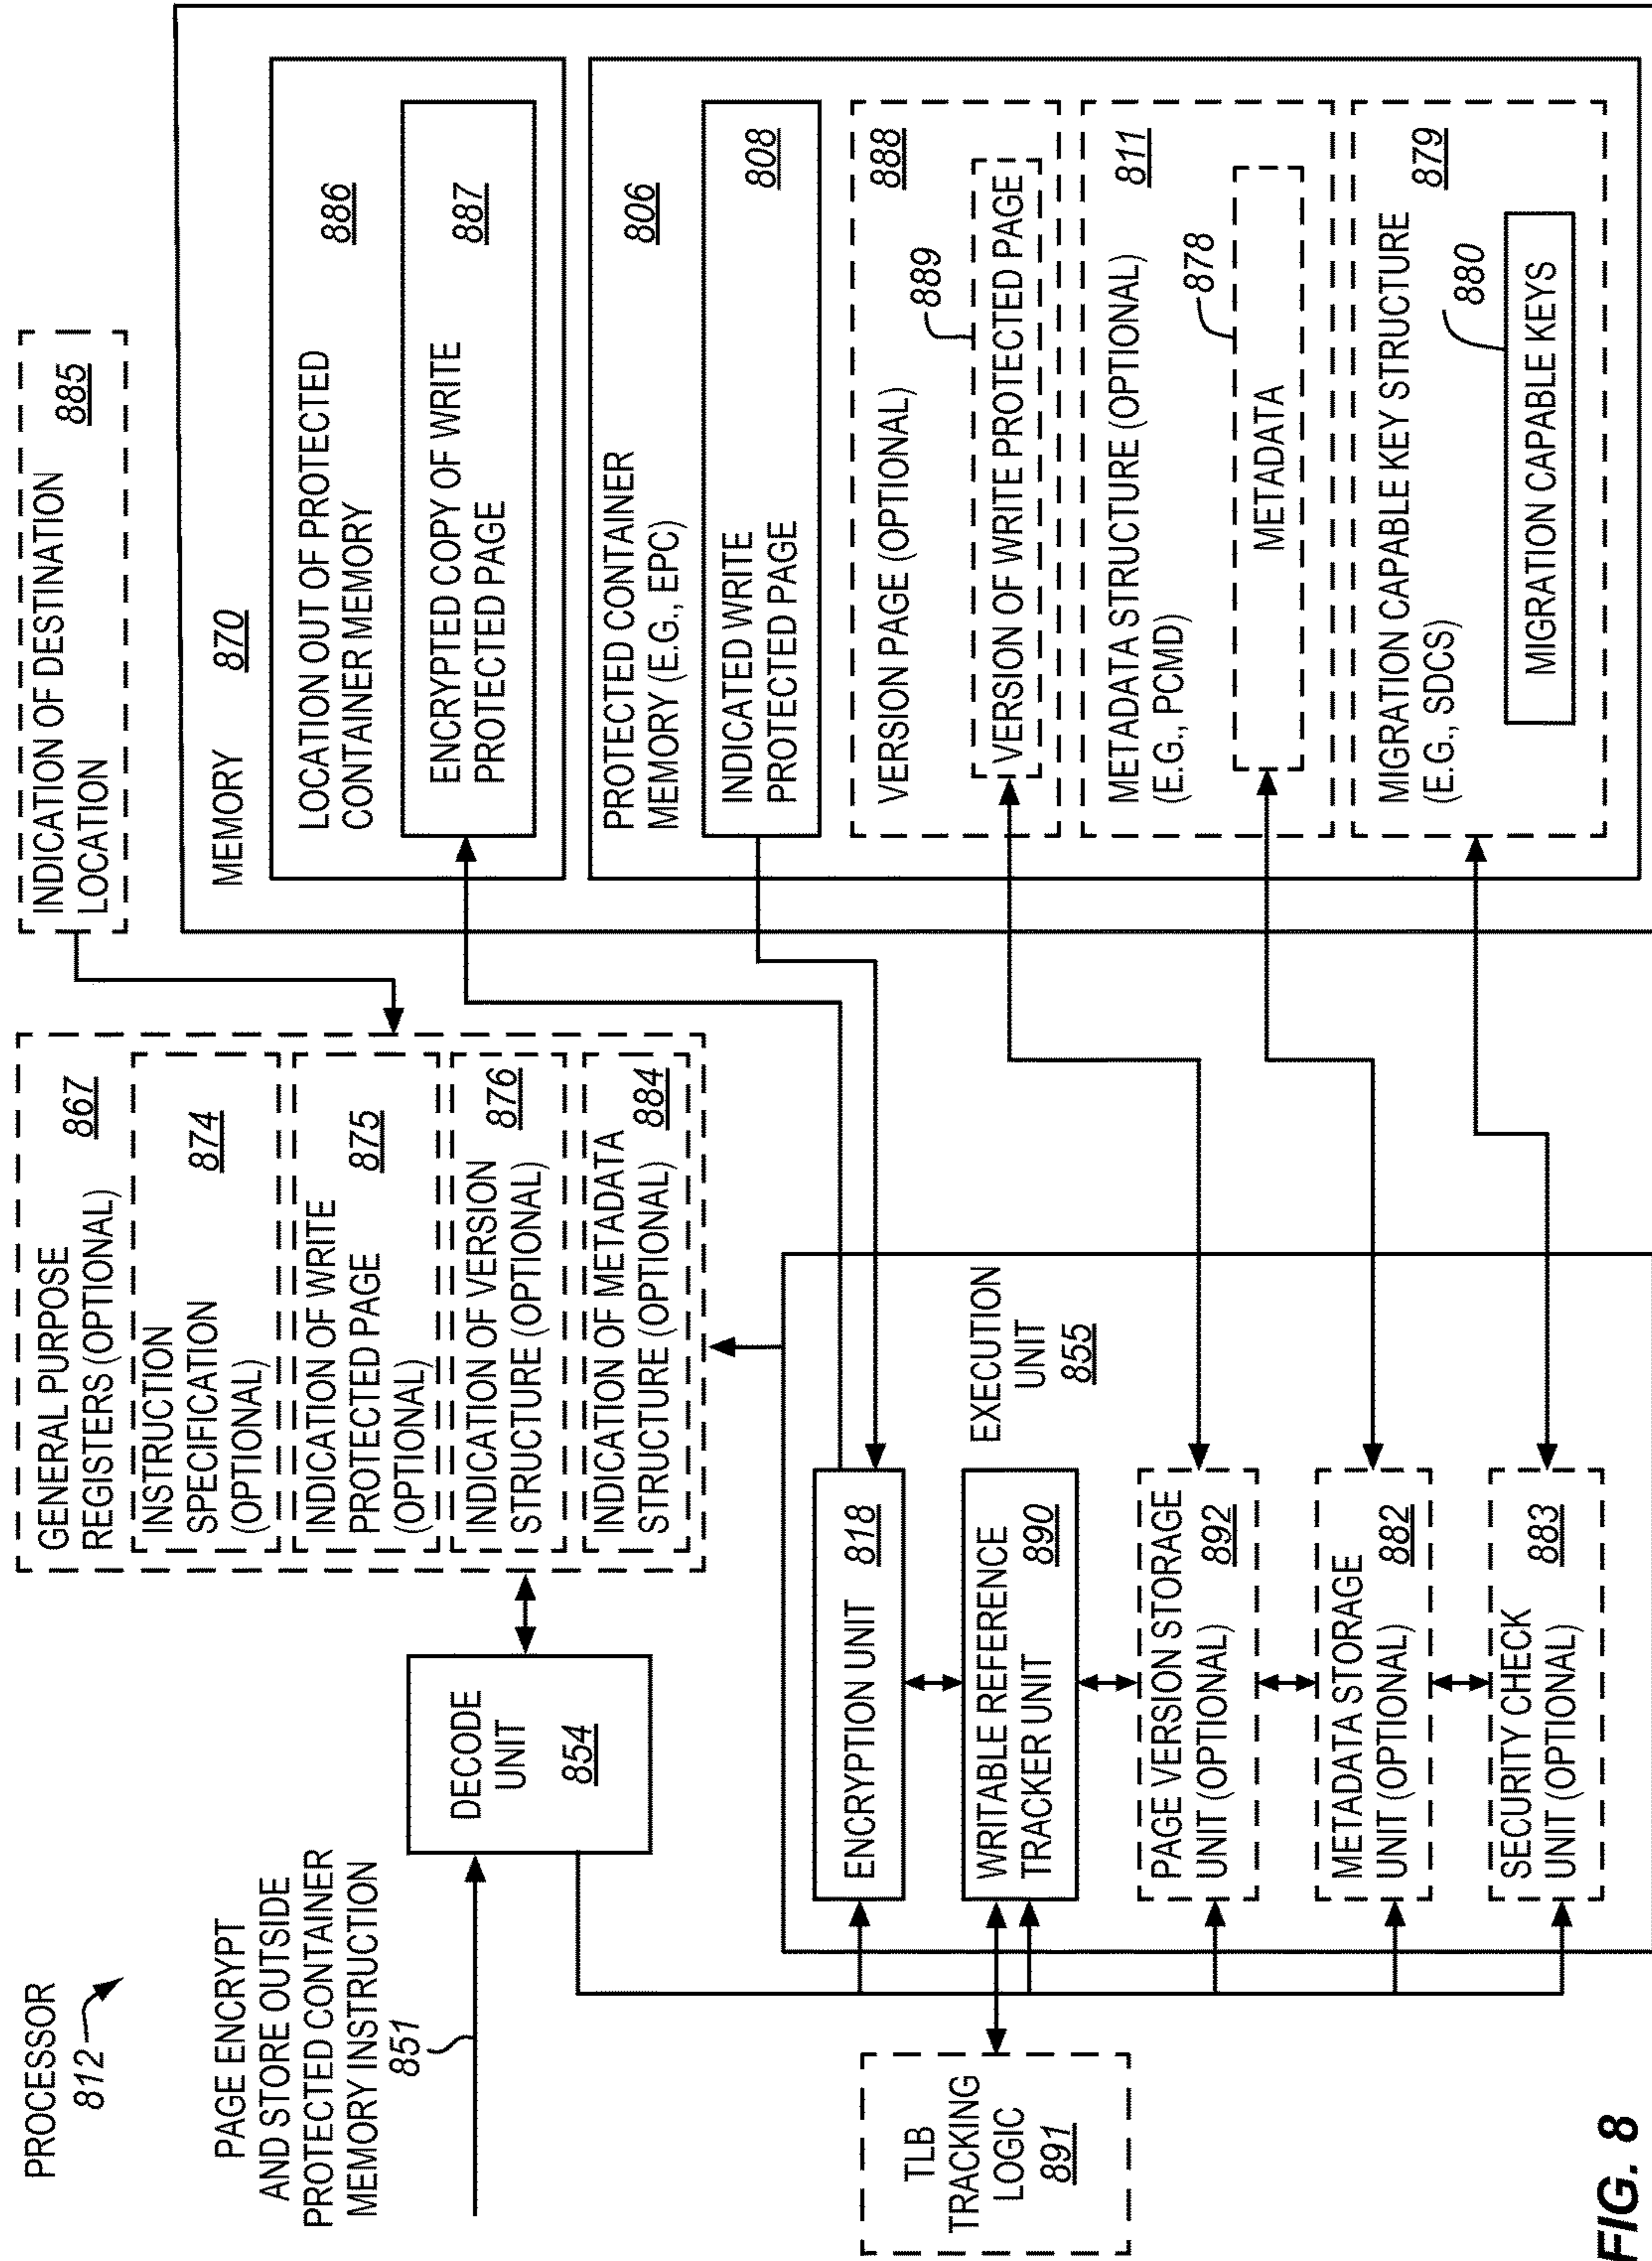 PROCESSOR
812
PAGE ENCRYPT
AND STORE OUTSIDE
PROTECTED CONTAINER
MEMORY INSTRUCTION
851
DECODE
UNIT
854
GENERAL PURPOSE
REGISTERS (OPTIONAL)
867
INSTRUCTION
SPECIFICATION
(OPTIONAL)
874
INDICATION OF WRITE
PROTECTED PAGE
(OPTIONAL)
875
INDICATION OF VERSION
STRUCTURE (OPTIONAL)
876
INDICATION OF METADATA
STRUCTURE (OPTIONAL)
884
INDICATION OF DESTINATION
LOCATION
885
TLB
TRACKING
LOGIC
891
EXECUTION
UNIT
855
ENCRYPTION UNIT
818
WRITABLE REFERENCE
TRACKER UNIT
890
PAGE VERSION STORAGE
UNIT (OPTIONAL)
892
METADATA STORAGE
UNIT (OPTIONAL)
882
SECURITY CHECK
UNIT (OPTIONAL)
883
MEMORY
870
LOCATION OUT OF PROTECTED
CONTAINER MEMORY
886
ENCRYPTED COPY OF WRITE
PROTECTED PAGE
887
PROTECTED CONTAINER
MEMORY (E.G., EPC)
806
INDICATED WRITE
PROTECTED PAGE
808
VERSION PAGE (OPTIONAL)
888
889
VERSION OF WRITE PROTECTED PAGE
METADATA STRUCTURE (OPTIONAL)
(E.G., PCMD)
811
878
METADATA
MIGRATION CAPABLE KEY STRUCTURE
(E.G., SDCS)
879
880
MIGRATION CAPABLE KEYS
FIG. 8